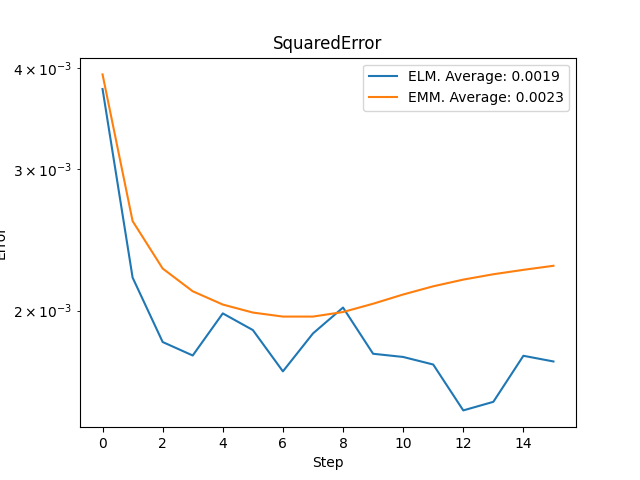 SquaredError
4 × 10⁻³
3 × 10⁻³
2 × 10⁻³
Error
ELM. Average: 0.0019
EMM. Average: 0.0023
0 2 4 6 8 10 12 14
Step